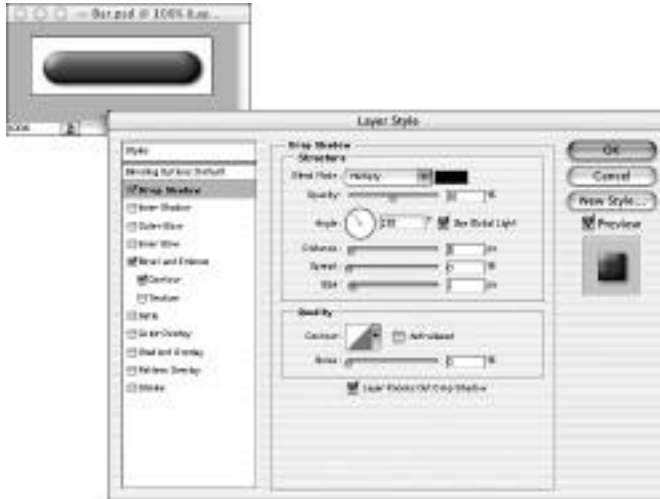 Bar.psd @ 100%
Layer Style
Styles
Blending Options: Default
Drop Shadow
Inner Shadow
Outer Glow
Inner Glow
Bevel and Emboss
Contour
Texture
Satin
Color Overlay
Gradient Overlay
Pattern Overlay
Stroke
Drop Shadow
Structure
Blend Mode: Multiply
Opacity: %
Angle: ° Use Global Light
Distance: px
Spread: %
Size: px
Quality
Contour: Anti-aliased
Noise: %
Layer Knocks Out Drop Shadow
OK
Cancel
New Style...
Preview